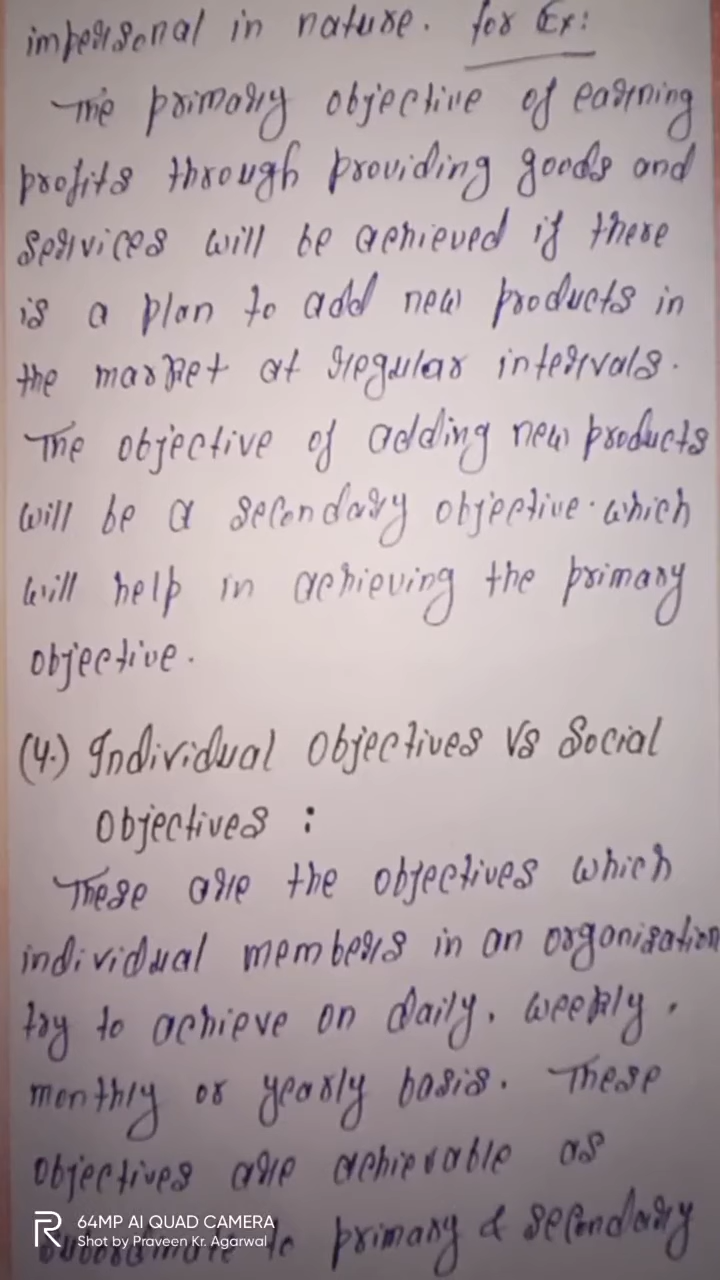 impersonal in nature. for Ex:
The primary objective of earning
profits through providing goods and
services will be achieved if there
is a plan to add new products in
the market at regular intervals.
The objective of adding new products
will be a secondary objective. which
will help in achieving the primary
objective.
(4.) Individual Objectives Vs Social
Objectives :
These are the objectives which
individual members in an organisation
try to achieve on daily, weekly,
monthly or yearly basis. These
objectives are achievable as
subordinate to primary & secondary
64MP AI QUAD CAMERA
Shot by Praveen Kr. Agarwal